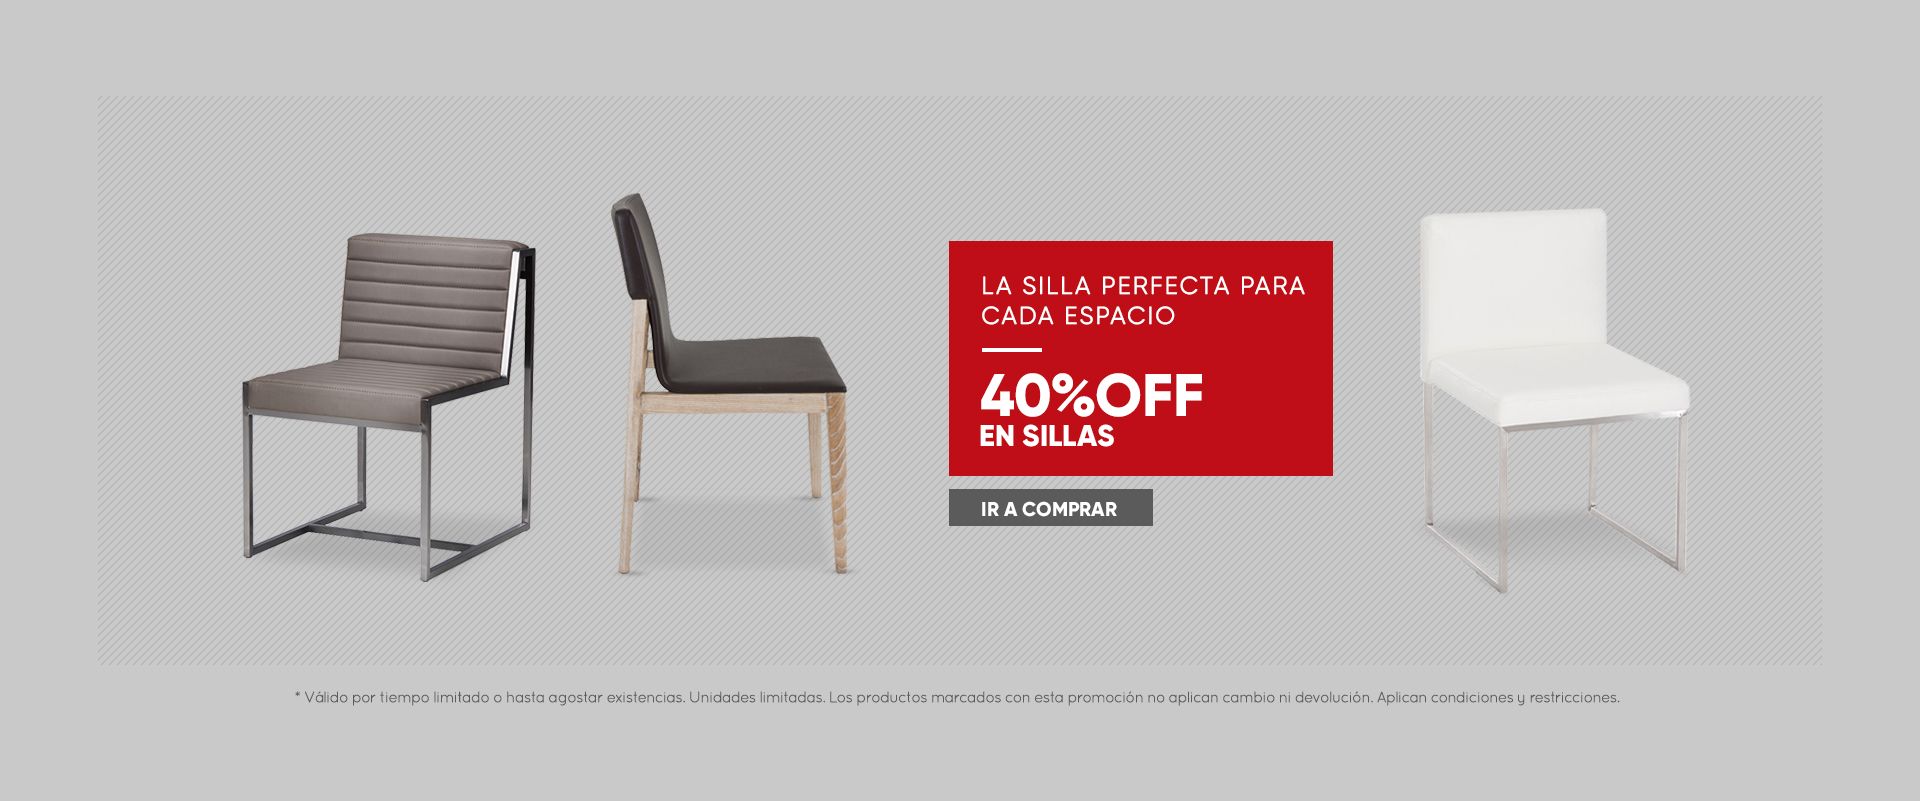 LA SILLA PERFECTA PARA
CADA ESPACIO
40%OFF
EN SILLAS
IR A COMPRAR
* Válido por tiempo limitado o hasta agostar existencias. Unidades limitadas. Los productos marcados con esta promoción no aplican cambio ni devolución. Aplican condiciones y restricciones.